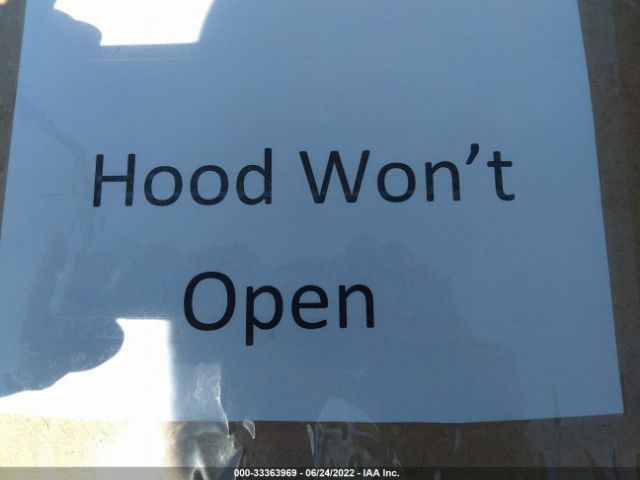 Hood Won’t
Open
000-33363969 - 06/24/2022 - IAA Inc.